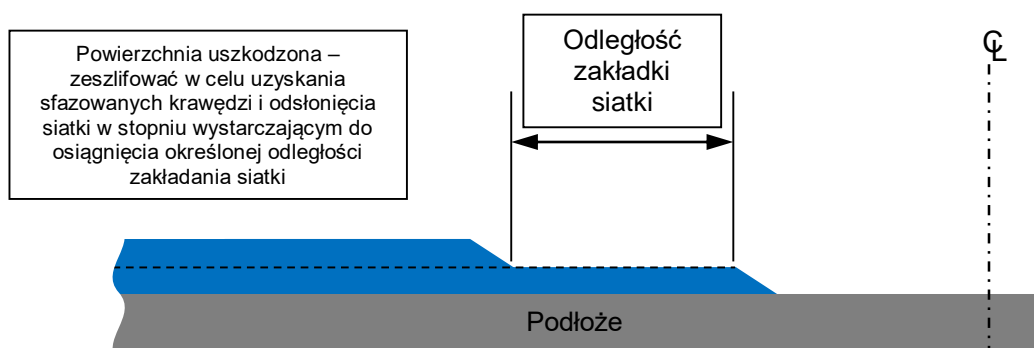 Powierzchnia uszkodzona –
zeszlifować w celu uzyskania
sfazowanych krawędzi i odsłonięcia
siatki w stopniu wystarczającym do
osiągnięcia określonej odległości
zakładania siatki
Odległość
zakładki
siatki
℄
Podłoże